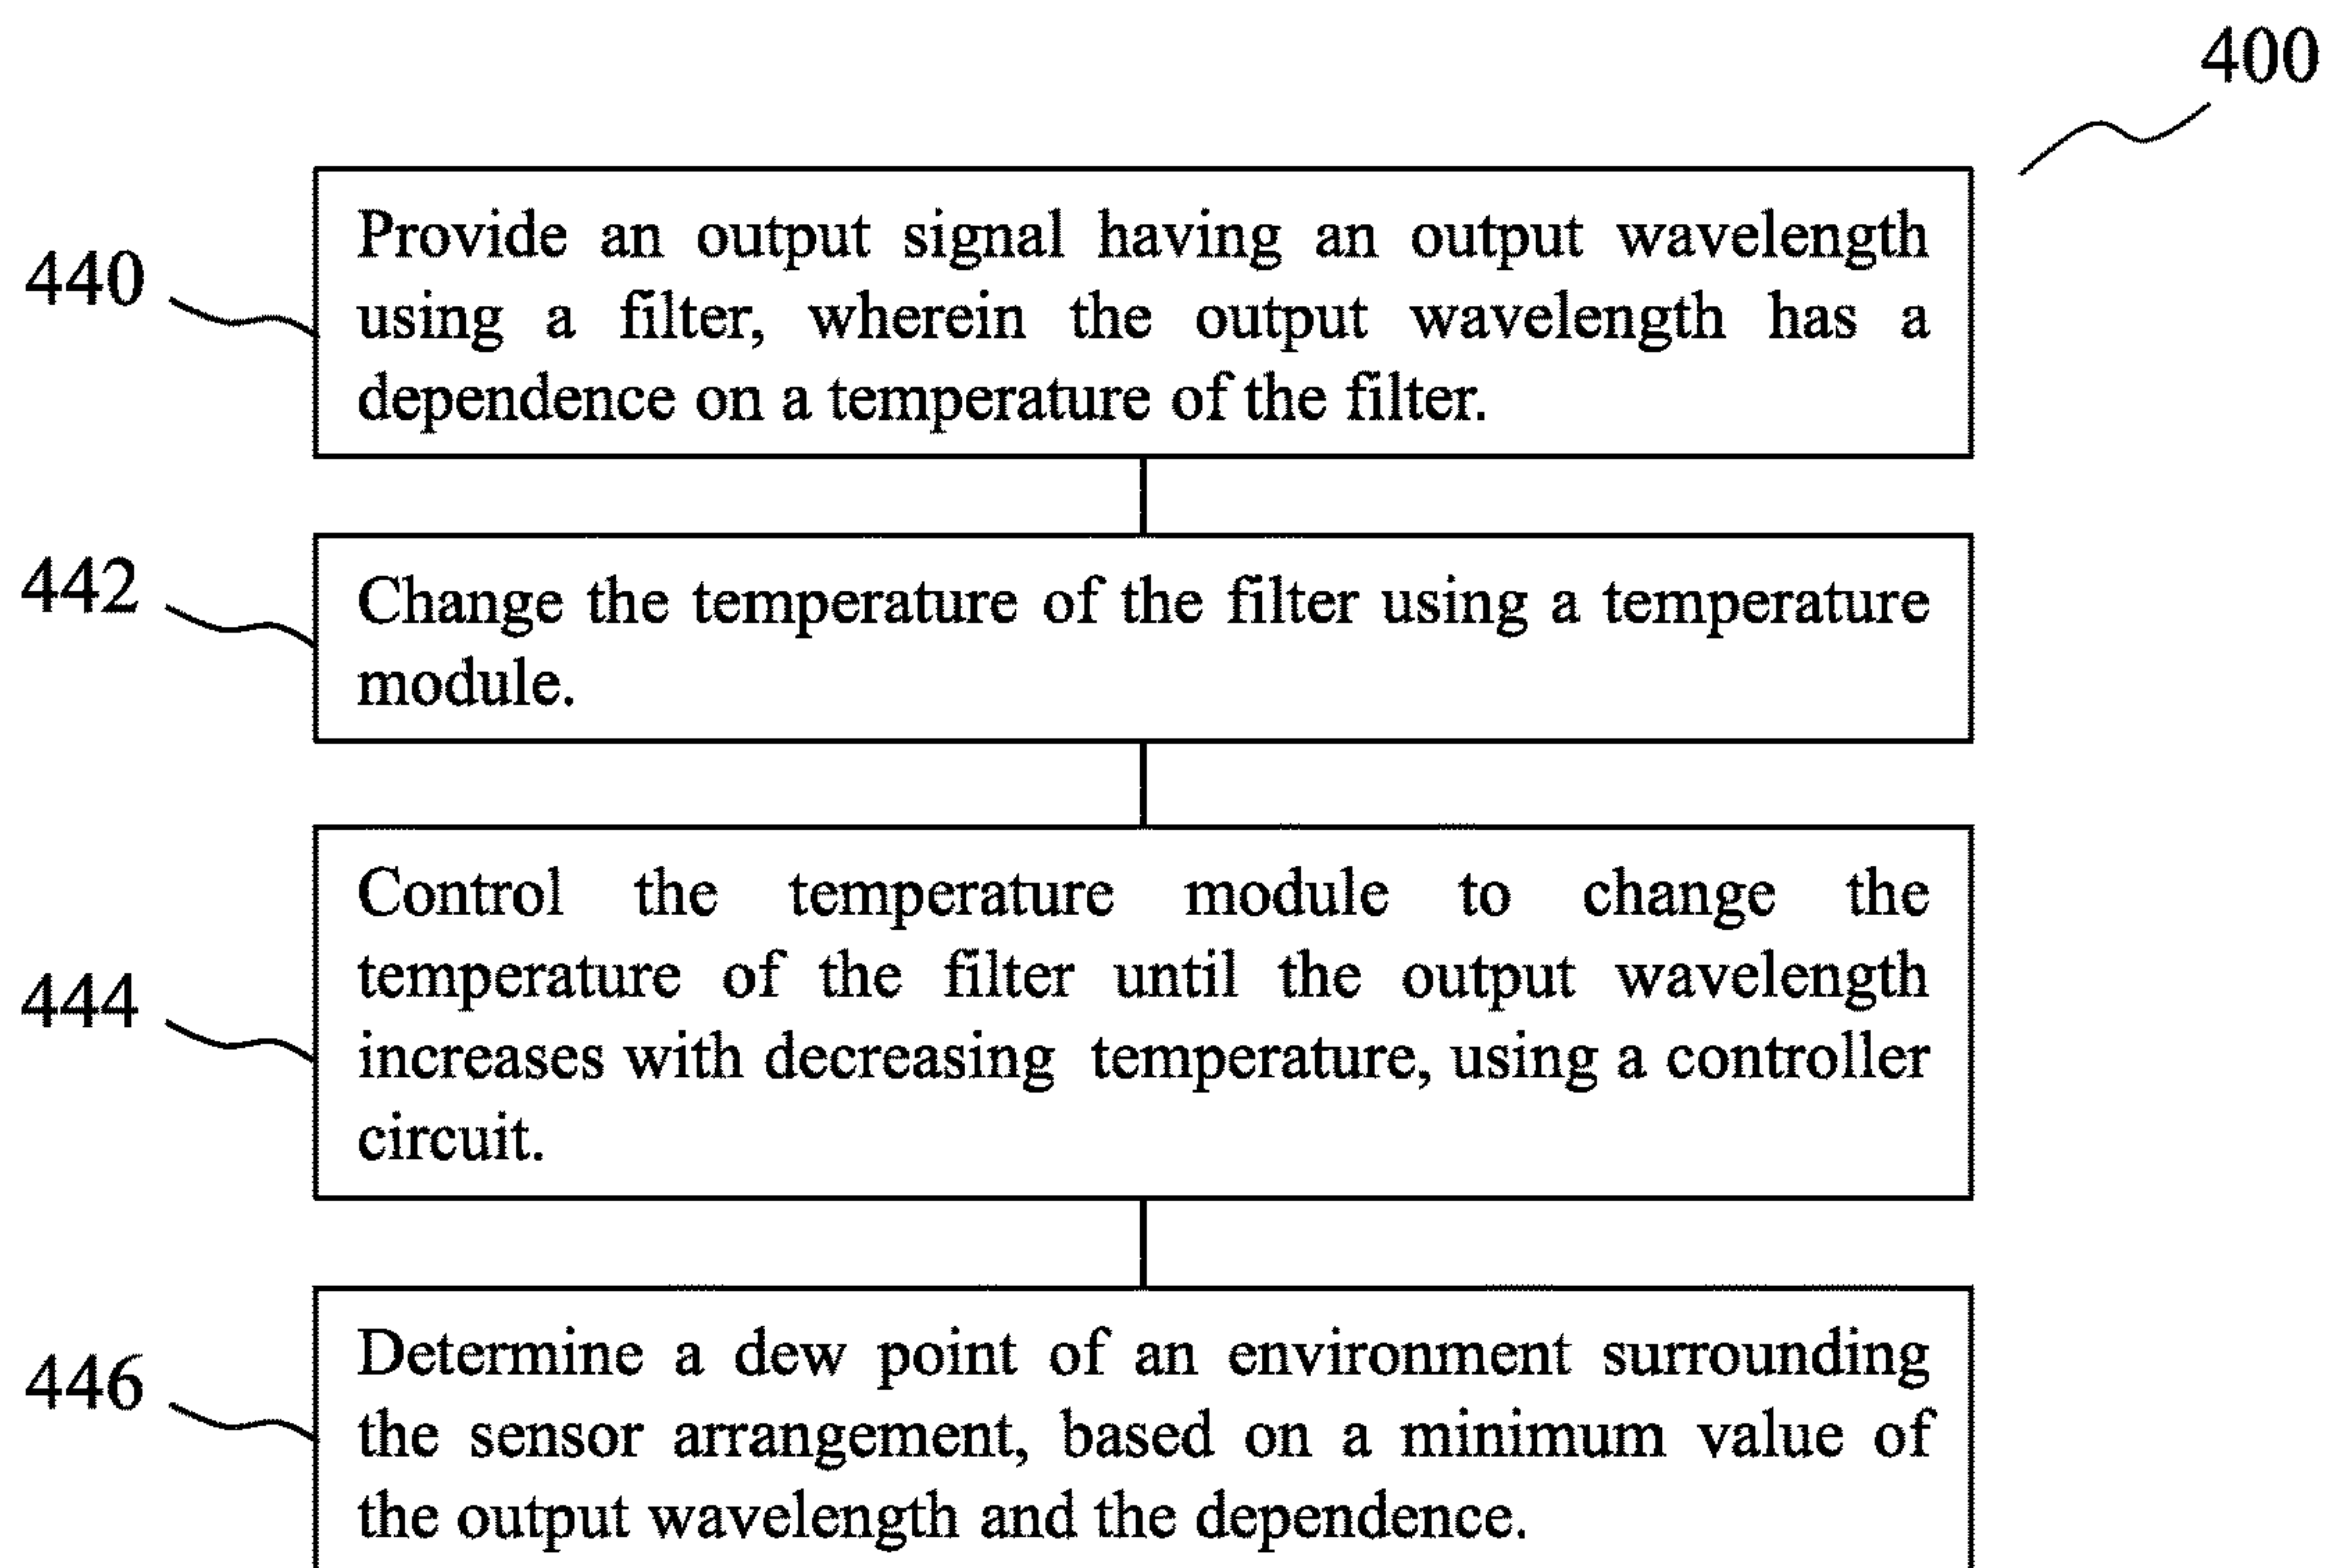 400
440
Provide an output signal having an output wavelength
using a filter, wherein the output wavelength has a
dependence on a temperature of the filter.
442
Change the temperature of the filter using a temperature
module.
444
Control the temperature module to change the
temperature of the filter until the output wavelength
increases with decreasing temperature, using a controller
circuit.
446
Determine a dew point of an environment surrounding
the sensor arrangement, based on a minimum value of
the output wavelength and the dependence.